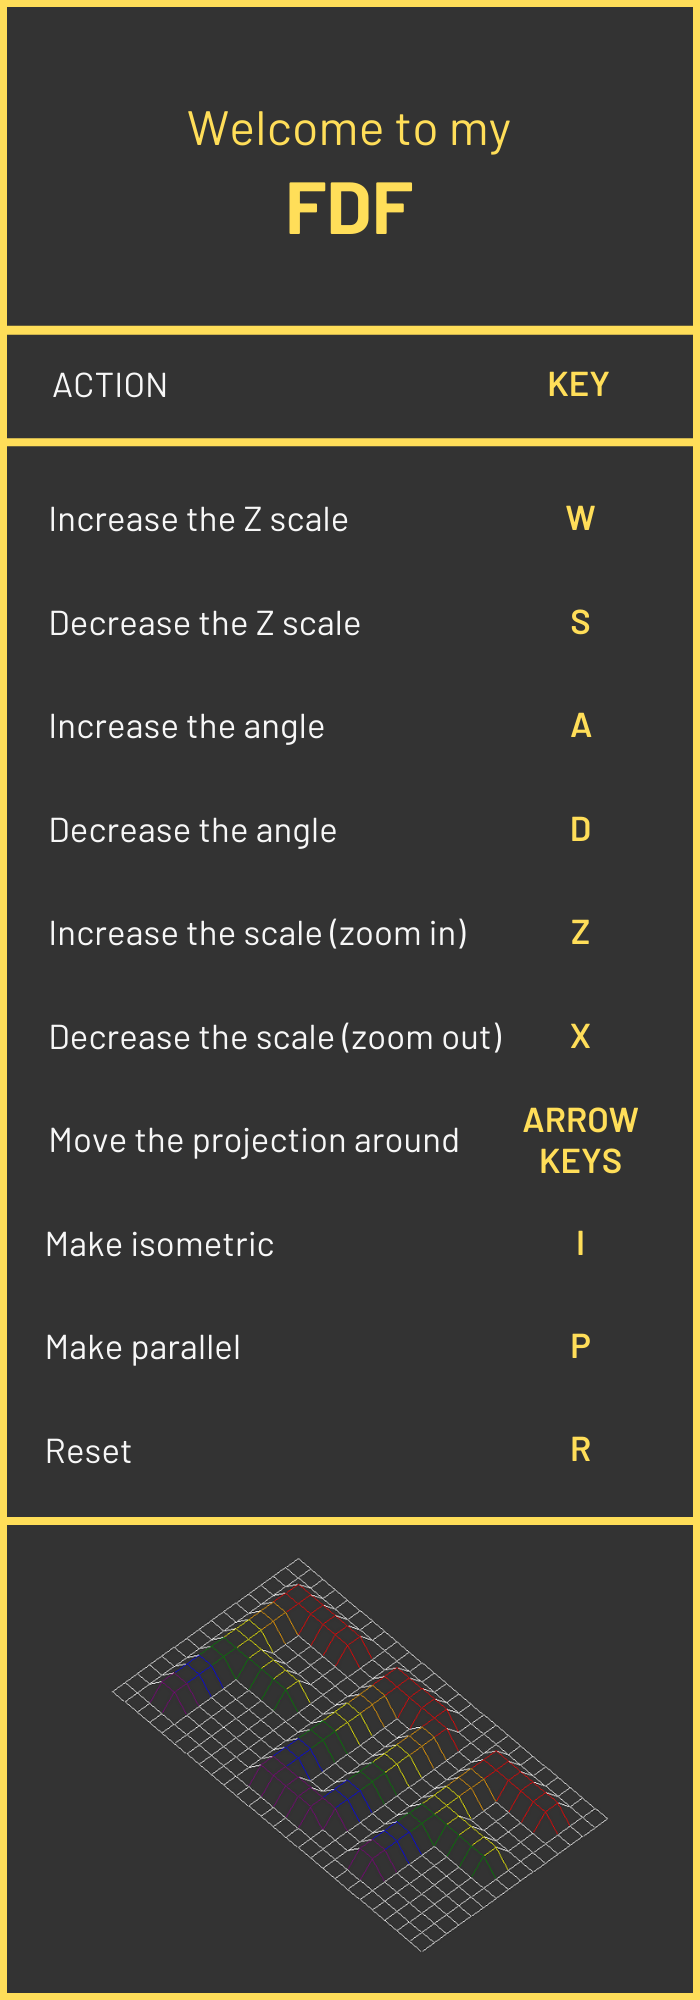 Welcome to my
FDF
ACTION KEY
Increase the Z scale W
Decrease the Z scale S
Increase the angle A
Decrease the angle D
Increase the scale (zoom in) Z
Decrease the scale (zoom out) X
Move the projection around ARROW
KEYS
Make isometric I
Make parallel P
Reset R
FDF